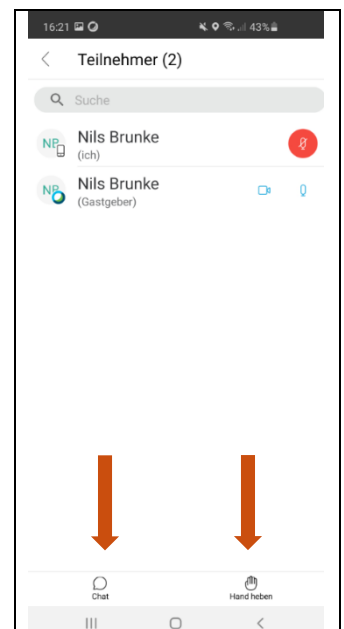 16:21 43%
Teilnehmer (2)
Suche
NB Nils Brunke
(ich)
NB Nils Brunke
(Gastgeber)
Chat Hand heben